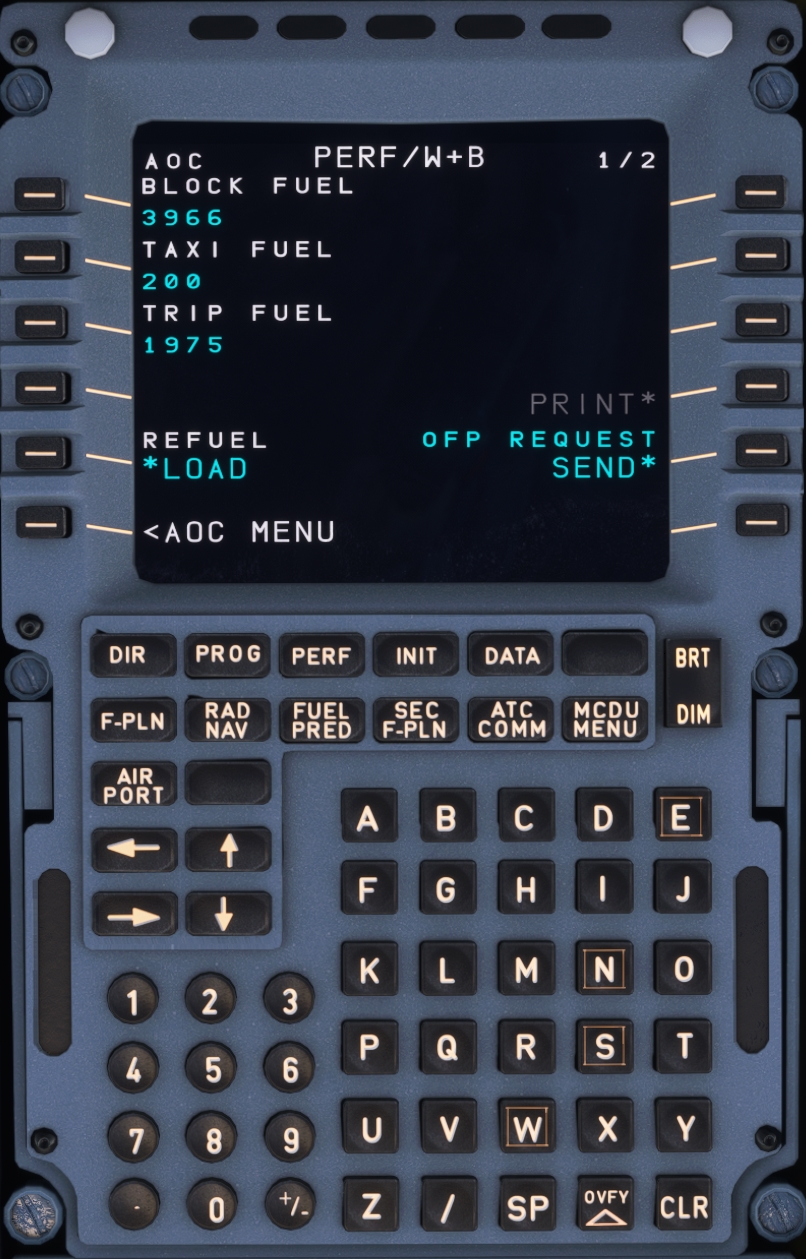 AOC PERF/W+B 1/2
BLOCK FUEL
3966
TAXI FUEL
200
TRIP FUEL
1975
PRINT*
REFUEL OFP REQUEST
*LOAD SEND*
<AOC MENU
DIR PROG PERF INIT DATA BRT
F-PLN RAD NAV FUEL PRED SEC F-PLN ATC COMM MCDU MENU DIM
AIR PORT
← ↑
→ ↓
A B C D E
F G H I J
K L M N O
P Q R S T
U V W X Y
Z / SP OVFY CLR
1 2 3
4 5 6
7 8 9
. 0 +/-